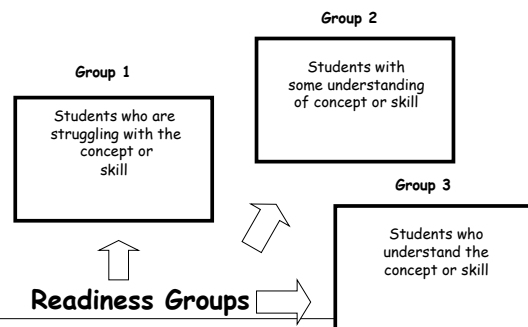 Group 2
Group 1
Students with
some understanding
of concept or skill
Students who are
struggling with the
concept or
skill
Group 3
Students who
understand the
concept or skill
Readiness Groups